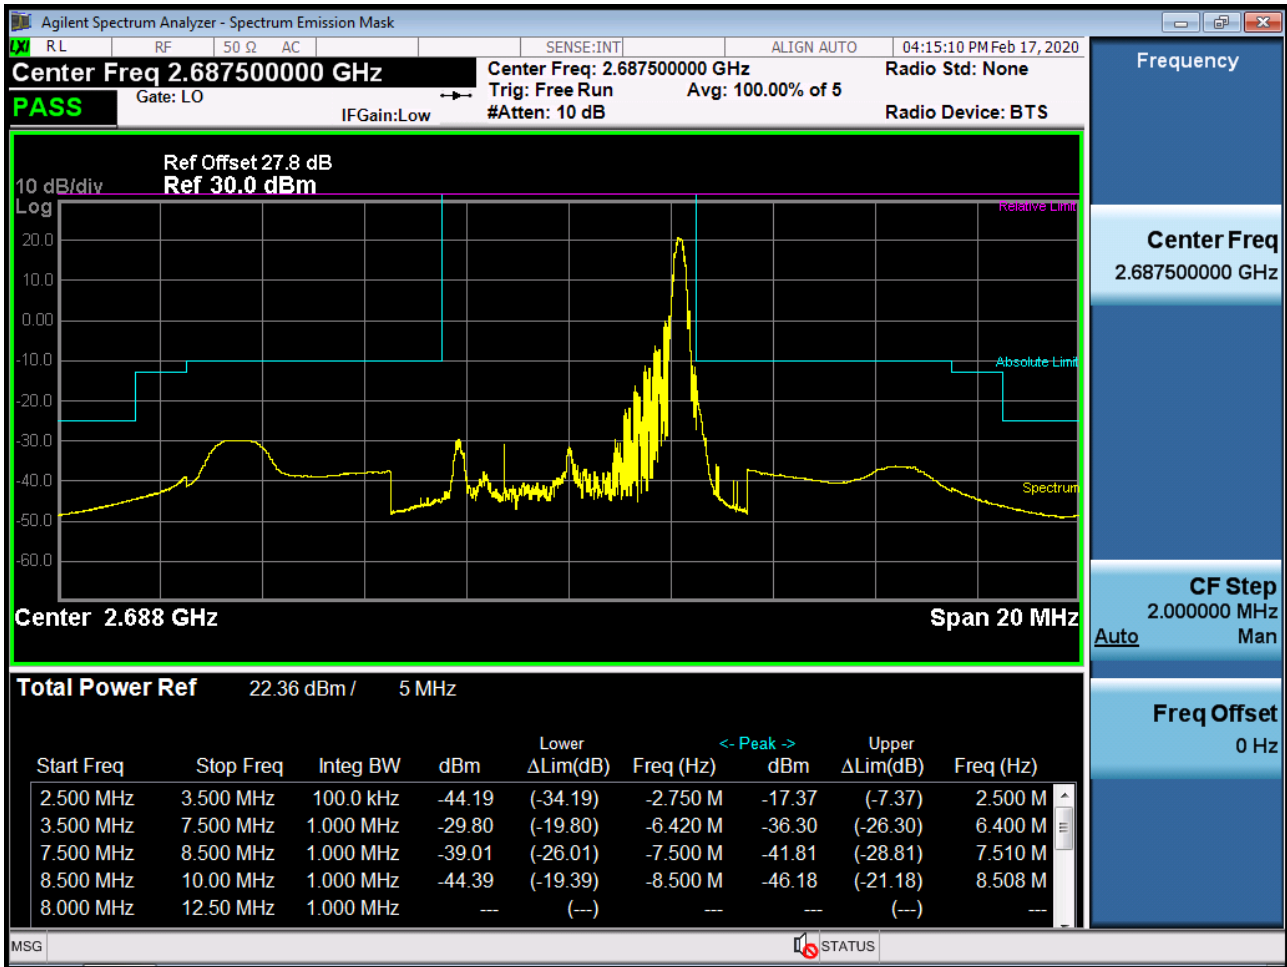 Agilent Spectrum Analyzer - Spectrum Emission Mask
LXI RL RF 50 Ω AC SENSE:INT ALIGN AUTO 04:15:10 PM Feb 17, 2020
Center Freq 2.687500000 GHz
Center Freq: 2.687500000 GHz
Radio Std: None
PASS
Gate: LO
Trig: Free Run
Avg: 100.00% of 5
IFGain:Low
#Atten: 10 dB
Radio Device: BTS
Ref Offset 27.8 dB
10 dB/div Ref 30.0 dBm
Log
Relative Limit
20.0
10.0
0.00
-10.0
Absolute Limit
-20.0
-30.0
-40.0
Spectrum
-50.0
-60.0
Center 2.688 GHz Span 20 MHz
Total Power Ref 22.36 dBm / 5 MHz
Lower <- Peak -> Upper
Start Freq Stop Freq Integ BW dBm ΔLim(dB) Freq (Hz) dBm ΔLim(dB) Freq (Hz)
2.500 MHz 3.500 MHz 100.0 kHz -44.19 (-34.19) -2.750 M -17.37 (-7.37) 2.500 M
3.500 MHz 7.500 MHz 1.000 MHz -29.80 (-19.80) -6.420 M -36.30 (-26.30) 6.400 M
7.500 MHz 8.500 MHz 1.000 MHz -39.01 (-26.01) -7.500 M -41.81 (-28.81) 7.510 M
8.500 MHz 10.00 MHz 1.000 MHz -44.39 (-19.39) -8.500 M -46.18 (-21.18) 8.508 M
8.000 MHz 12.50 MHz 1.000 MHz --- (---) --- --- (---) ---
MSG STATUS
Frequency
Center Freq
2.687500000 GHz
CF Step
2.000000 MHz
Auto Man
Freq Offset
0 Hz